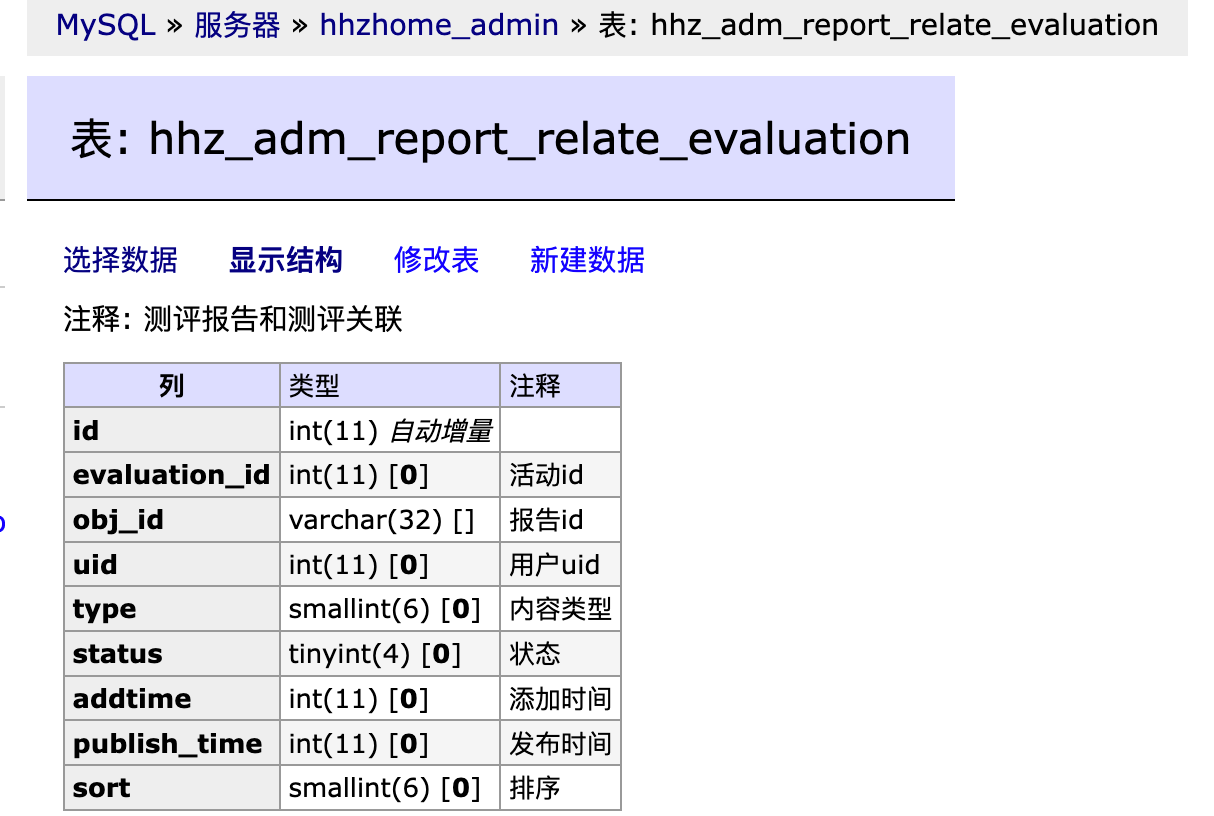 MySQL » 服务器 » hhzhome_admin » 表: hhz_adm_report_relate_evaluation
表: hhz_adm_report_relate_evaluation
选择数据 显示结构 修改表 新建数据
注释: 测评报告和测评关联
列 类型 注释
id int(11) 自动增量
evaluation_id int(11) [0] 活动id
obj_id varchar(32) [] 报告id
uid int(11) [0] 用户uid
type smallint(6) [0] 内容类型
status tinyint(4) [0] 状态
addtime int(11) [0] 添加时间
publish_time int(11) [0] 发布时间
sort smallint(6) [0] 排序